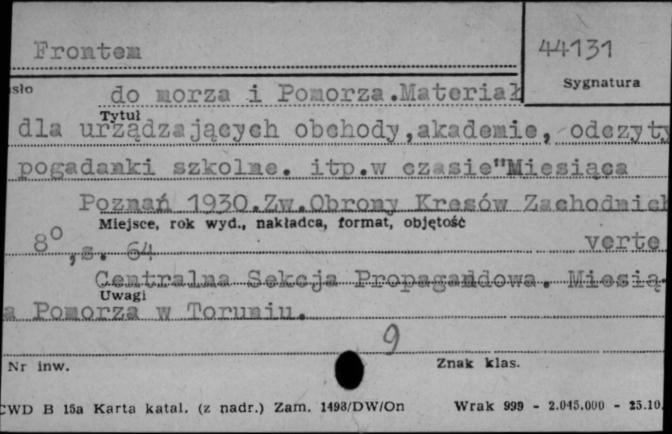 Frontem
44131
Sygnatura
sło do morza i Pomorza.Materiał
Tytuł
dla urządzających obchody,akademie, odczyty
pogadanki szkolne. itp.w czasie"Miesiąca
Poznań 1930.Zw.Obrony Kresów Zachodnich
Miejsce, rok wyd., nakładca, format, objętość
8°,s. 64 verte
Centralna Sekcja Propagandowa. Miesią-
Uwagi
a Pomorza w Toruniu.
9
Nr inw. Znak klas.
CWD B 15a Karta katal. (z nadr.) Zam. 1498/DW/On Wrak 999 - 2.045.000 - 25.10.